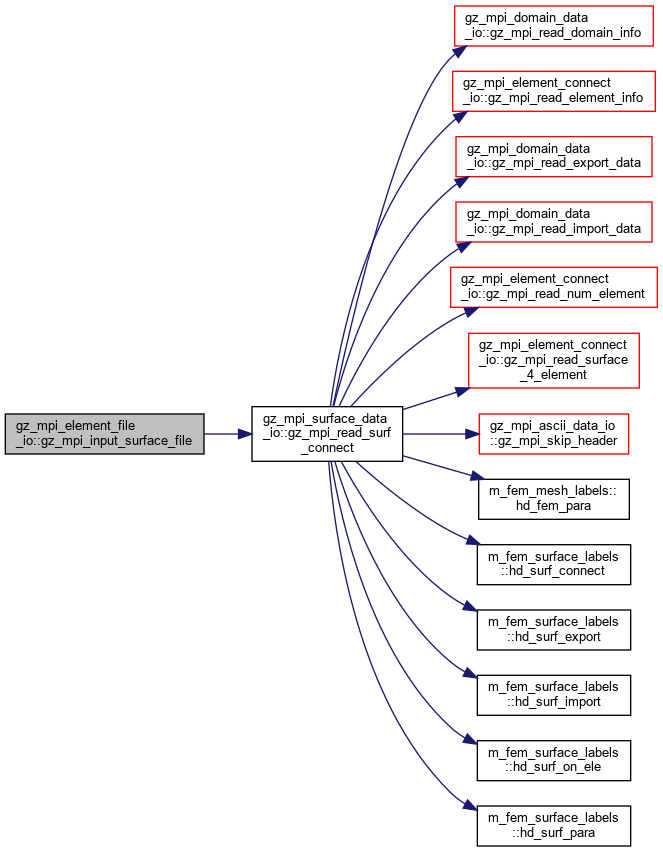 gz_mpi_element_file
_io::gz_mpi_input_surface_file
gz_mpi_surface_data
_io::gz_mpi_read_surf
_connect
gz_mpi_domain_data
_io::gz_mpi_read_domain_info
gz_mpi_element_connect
_io::gz_mpi_read_element_info
gz_mpi_domain_data
_io::gz_mpi_read_export_data
gz_mpi_domain_data
_io::gz_mpi_read_import_data
gz_mpi_element_connect
_io::gz_mpi_read_num_element
gz_mpi_element_connect
_io::gz_mpi_read_surface
_4_element
gz_mpi_ascii_data_io
::gz_mpi_skip_header
m_fem_mesh_labels::
hd_fem_para
m_fem_surface_labels
::hd_surf_connect
m_fem_surface_labels
::hd_surf_export
m_fem_surface_labels
::hd_surf_import
m_fem_surface_labels
::hd_surf_on_ele
m_fem_surface_labels
::hd_surf_para